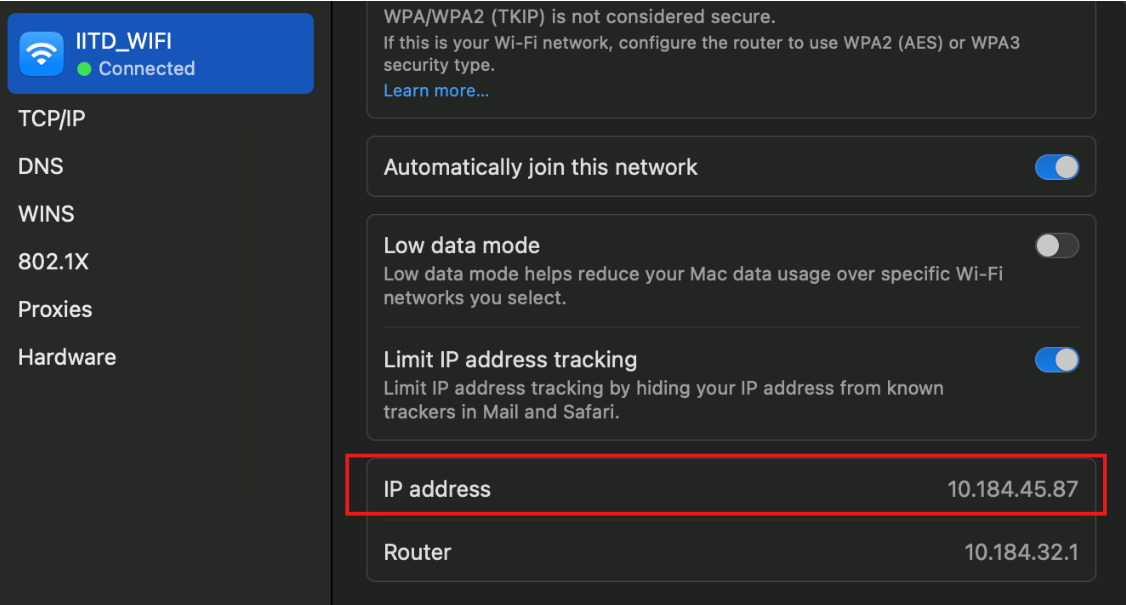 IITD_WIFI
Connected
TCP/IP
DNS
WINS
802.1X
Proxies
Hardware
WPA/WPA2 (TKIP) is not considered secure.
If this is your Wi-Fi network, configure the router to use WPA2 (AES) or WPA3
security type.
Learn more...
Automatically join this network
Low data mode
Low data mode helps reduce your Mac data usage over specific Wi-Fi
networks you select.
Limit IP address tracking
Limit IP address tracking by hiding your IP address from known
trackers in Mail and Safari.
IP address 10.184.45.87
Router 10.184.32.1